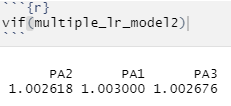 ```{r}
vif(multiple_lr_model2)
```
PA2 PA1 PA3
1.002618 1.003000 1.002676